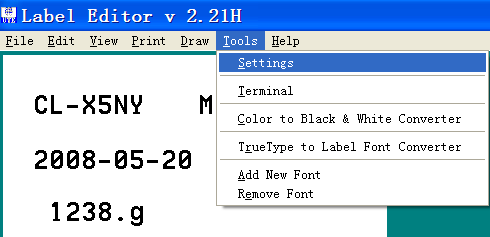 Label Editor v 2.21H
File Edit View Print Draw Tools Help
Settings
Terminal
Color to Black & White Converter
TrueType to Label Font Converter
Add New Font
Remove Font
CL-X5NY M
2008-05-20
1238.g